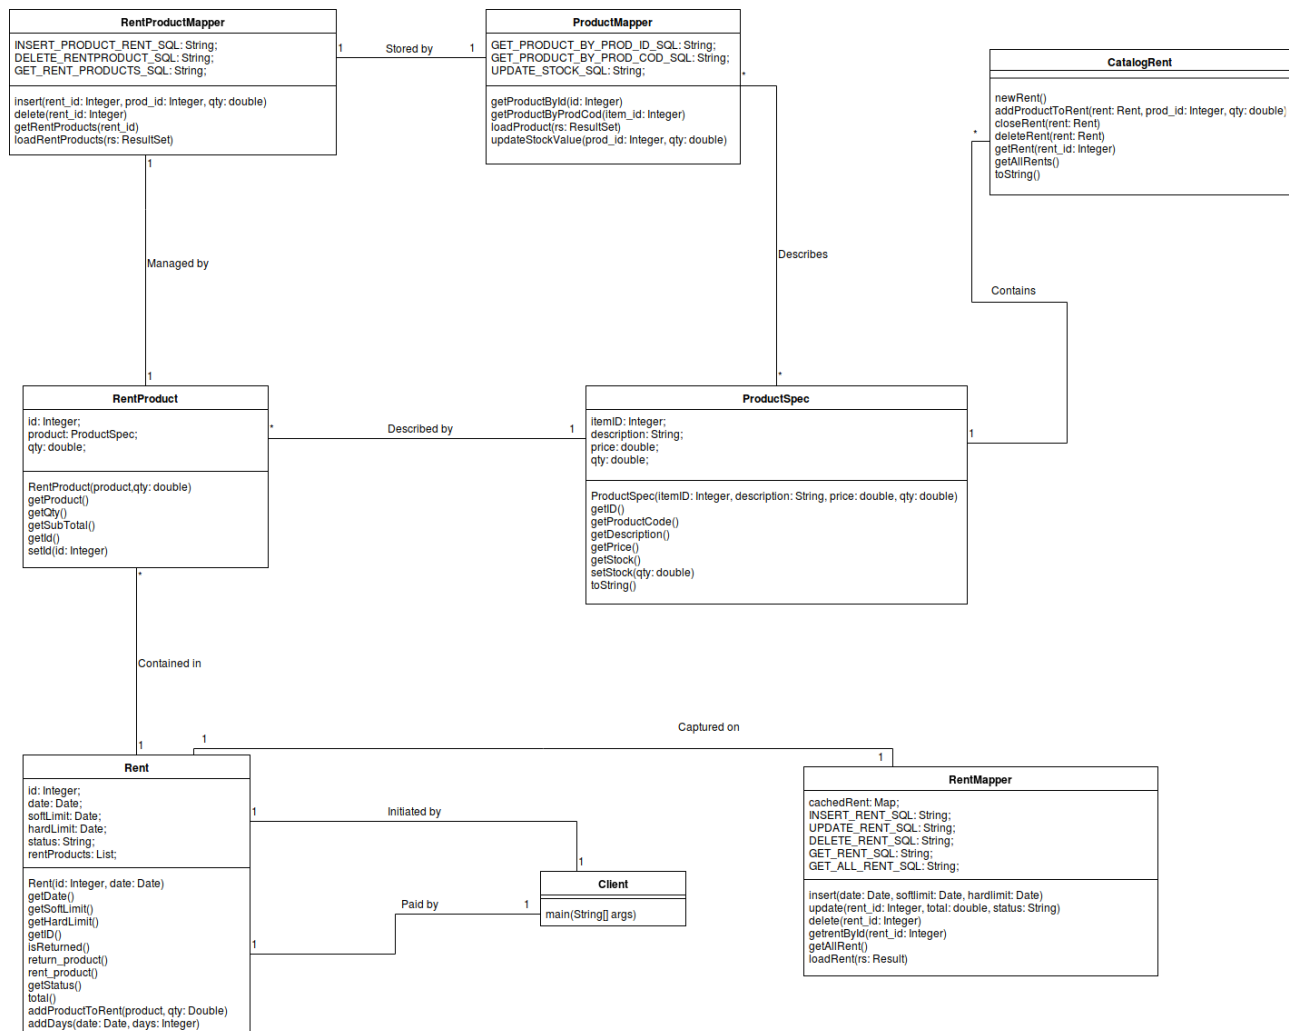 RentProductMapper
INSERT_PRODUCT_RENT_SQL: String;
DELETE_RENTPRODUCT_SQL: String;
GET_RENT_PRODUCTS_SQL: String;
insert(rent_id: Integer, prod_id: Integer, qty: double)
delete(rent_id: Integer)
getRentProducts(rent_id)
loadRentProducts(rs: ResultSet)
1
Stored by
1
ProductMapper
GET_PRODUCT_BY_PROD_ID_SQL: String;
GET_PRODUCT_BY_PROD_COD_SQL: String;
UPDATE_STOCK_SQL: String;
getProductById(id: Integer)
getProductByProdCod(item_id: Integer)
loadProduct(rs: ResultSet)
updateStockValue(prod_id: Integer, qty: double)
*
CatalogRent
newRent()
addProductToRent(rent: Rent, prod_id: Integer, qty: double)
closeRent(rent: Rent)
deleteRent(rent: Rent)
getRent(rent_id: Integer)
getAllRents()
toString()
*
1
Managed by
1
Describes
*
Contains
1
RentProduct
id: Integer;
product: ProductSpec;
qty: double;
RentProduct(product,qty: double)
getProduct()
getQty()
getSubTotal()
getId()
setId(id: Integer)
*
Described by
1
ProductSpec
itemID: Integer;
description: String;
price: double;
qty: double;
ProductSpec(itemID: Integer, description: String, price: double, qty: double)
getID()
getProductCode()
getDescription()
getPrice()
getStock()
setStock(qty: double)
toString()
*
Contained in
1
1
Captured on
1
Rent
id: Integer;
date: Date;
softLimit: Date;
hardLimit: Date;
status: String;
rentProducts: List;
Rent(id: Integer, date: Date)
getDate()
getSoftLimit()
getHardLimit()
getID()
isReturned()
return_product()
rent_product()
getStatus()
total()
addProductToRent(product, qty: Double)
addDays(date: Date, days: Integer)
1
Initiated by
1
Client
main(String[] args)
1
Paid by
1
RentMapper
cachedRent: Map;
INSERT_RENT_SQL: String;
UPDATE_RENT_SQL: String;
DELETE_RENT_SQL: String;
GET_RENT_SQL: String;
GET_ALL_RENT_SQL: String;
insert(date: Date, softlimit: Date, hardlimit: Date)
update(rent_id: Integer, total: double, status: String)
delete(rent_id: Integer)
getrentById(rent_id: Integer)
getAllRent()
loadRent(rs: Result)